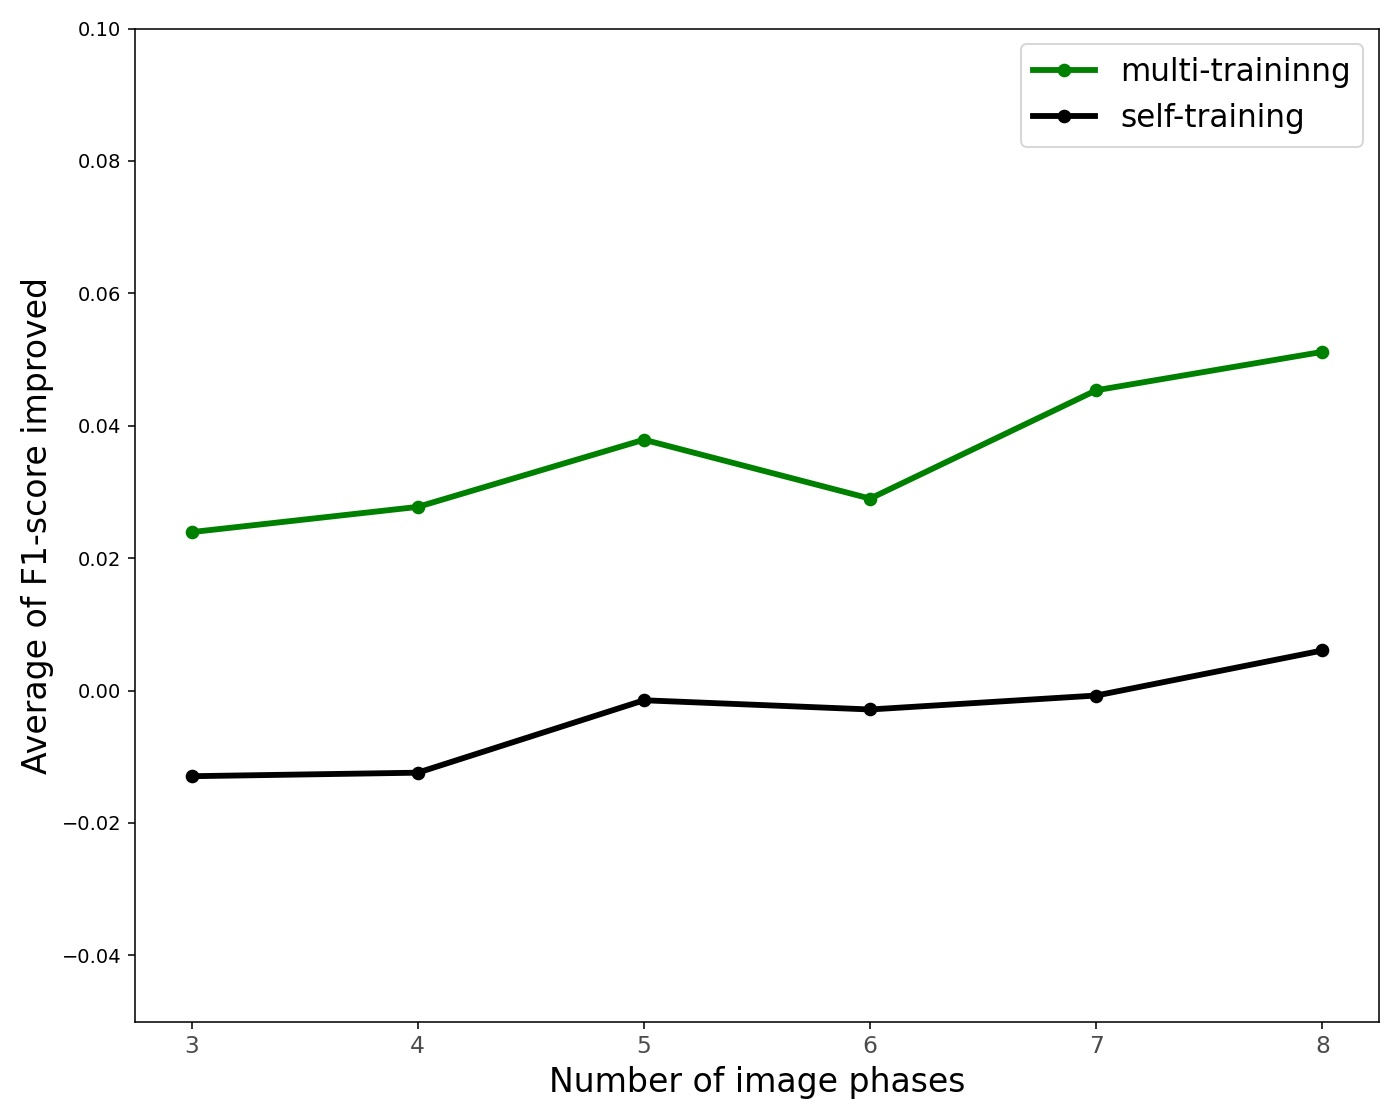 0.10
0.08
0.06
0.04
0.02
0.00
−0.02
−0.04
Average of F1-score improved
multi-traininng
self-training
3 4 5 6 7 8
Number of image phases